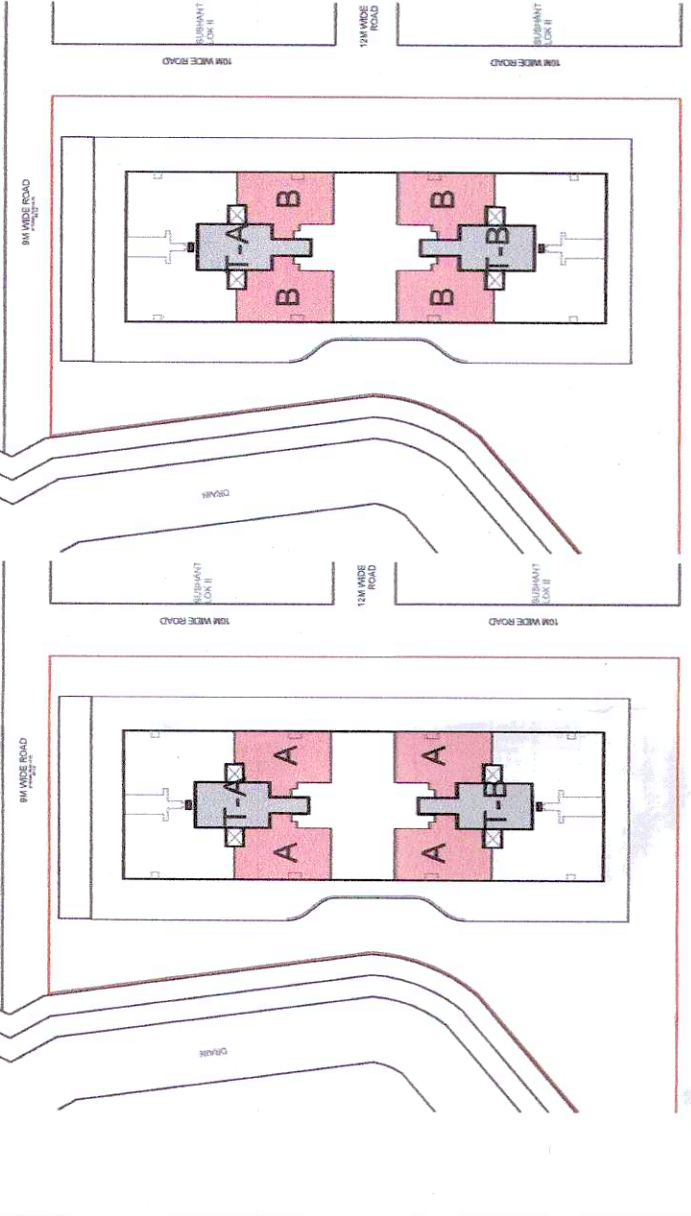 SUSHANT
LOK II
12M WIDE
ROAD
SUSHANT
LOK II
10M WIDE ROAD
10M WIDE ROAD
9M WIDE ROAD
B
B
T-A
T-B
B
B
DRAIN
SUSHANT
LOK II
12M WIDE
ROAD
SUSHANT
LOK II
10M WIDE ROAD
10M WIDE ROAD
9M WIDE ROAD
A
A
T-A
T-B
A
A
DRAIN